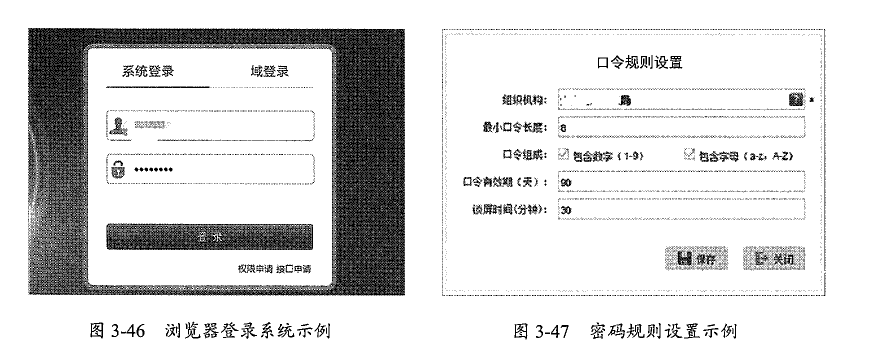 系统登录
域登录
登录
权限申请 接口申请
图 3-46 浏览器登录系统示例
口令规则设置
组织机构: 局 ? *
最小口令长度: 8
口令组成: 包含数字（1-9） 包含字母（a-z，A-Z）
口令有效期（天）: 90
锁屏时间(分钟): 30
保存 关闭
图 3-47 密码规则设置示例